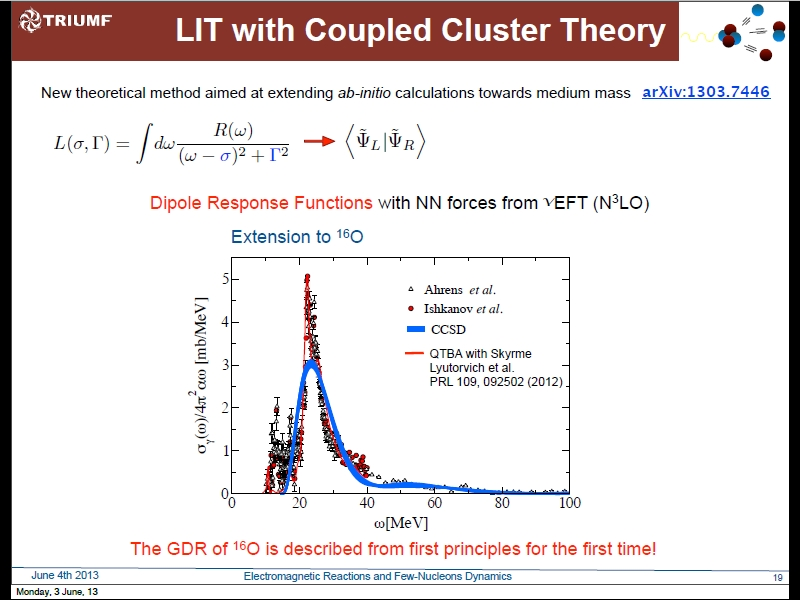 TRIUMF
LIT with Coupled Cluster Theory
New theoretical method aimed at extending ab-initio calculations towards medium mass arXiv:1303.7446
L(σ, Γ) = ∫ dω R(ω) / (ω − σ)² + Γ² → ⟨Ψ̃_L|Ψ̃_R⟩
Dipole Response Functions with NN forces from χEFT (N³LO)
Extension to ¹⁶O
σγ(ω)/4π²αω [mb/MeV]
5
4
3
2
1
0
Ahrens et al.
Ishkanov et al.
CCSD
QTBA with Skyrme
Lyutorvich et al.
PRL 109, 092502 (2012)
0 20 40 60 80 100
ω[MeV]
The GDR of ¹⁶O is described from first principles for the first time!
June 4th 2013 Electromagnetic Reactions and Few-Nucleons Dynamics 19
Monday, 3 June, 13